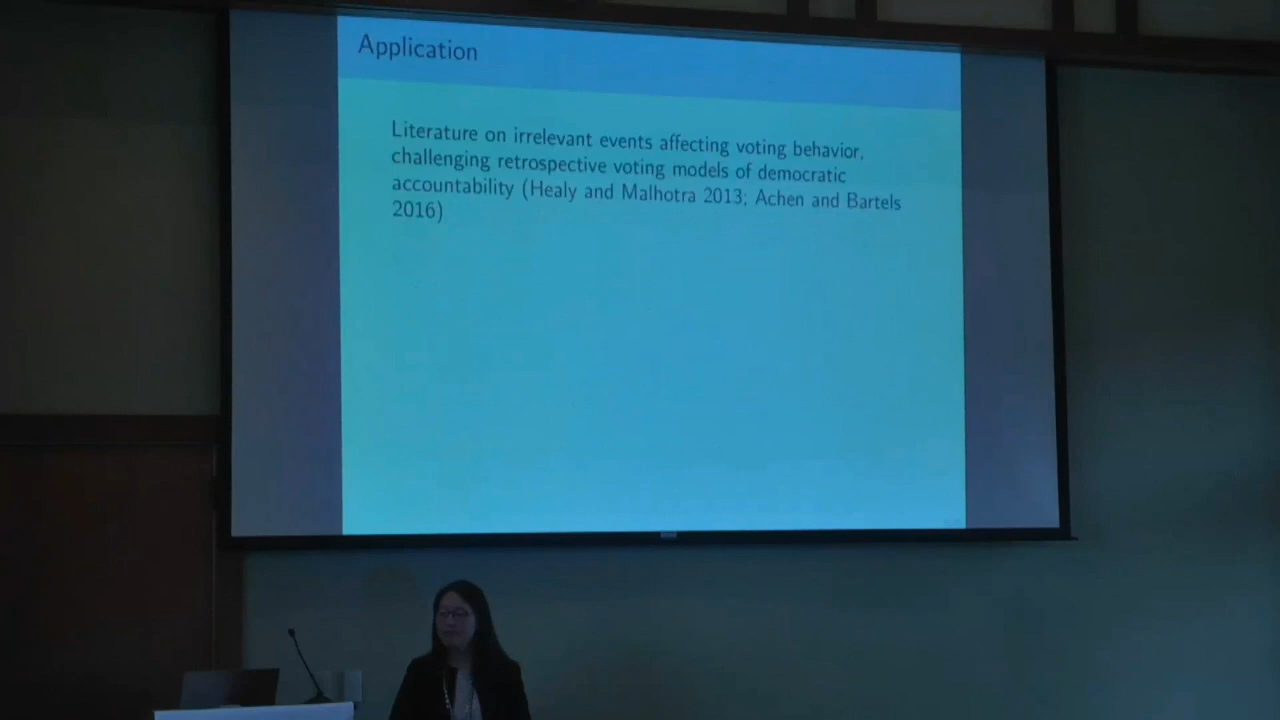 Application
Literature on irrelevant events affecting voting behavior,
challenging retrospective voting models of democratic
accountability (Healy and Malhotra 2013; Achen and Bartels
2016)